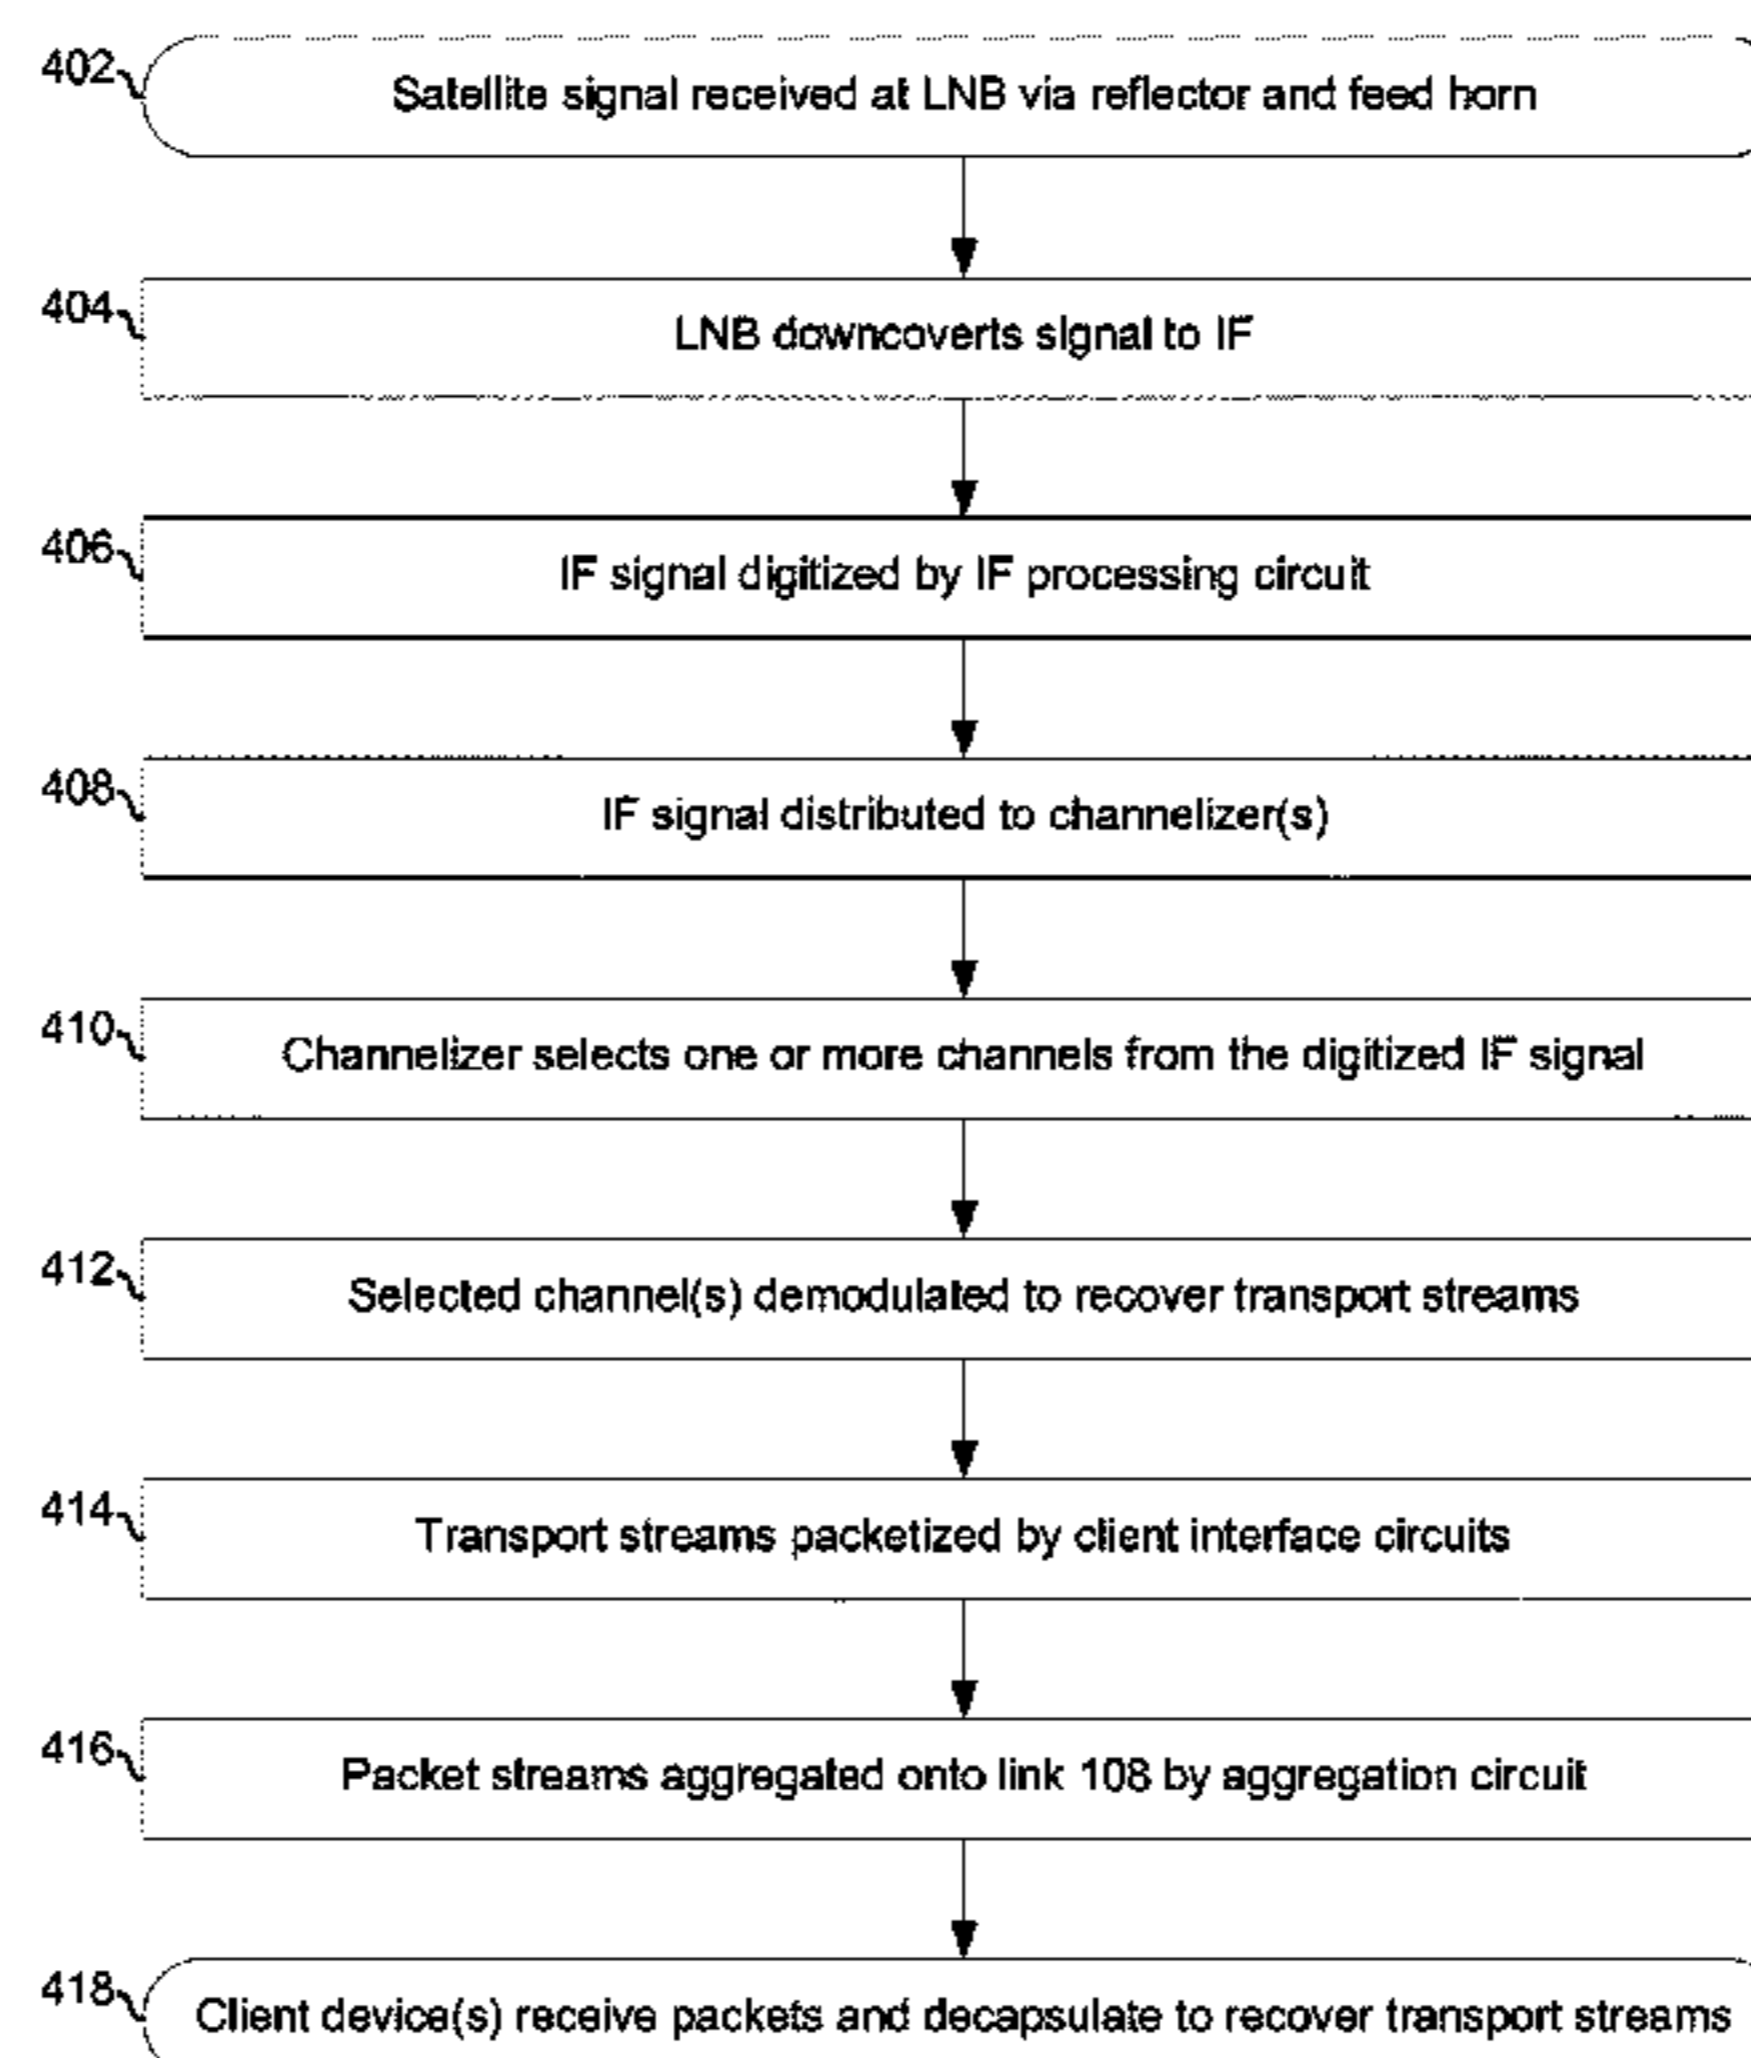 402 Satellite signal received at LNB via reflector and feed horn
404 LNB downcoverts signal to IF
406 IF signal digitized by IF processing circuit
408 IF signal distributed to channelizer(s)
410 Channelizer selects one or more channels from the digitized IF signal
412 Selected channel(s) demodulated to recover transport streams
414 Transport streams packetized by client interface circuits
416 Packet streams aggregated onto link 108 by aggregation circuit
418 Client device(s) receive packets and decapsulate to recover transport streams